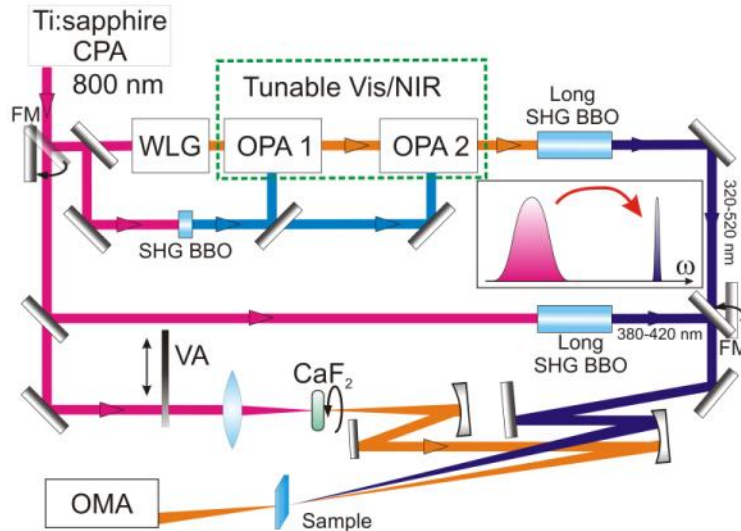 Ti:sapphire
CPA
800 nm
FM
WLG
Tunable Vis/NIR
OPA 1
OPA 2
Long
SHG BBO
SHG BBO
320-520 nm
ω
VA
CaF2
Long
SHG BBO
380-420 nm
FM
OMA
Sample